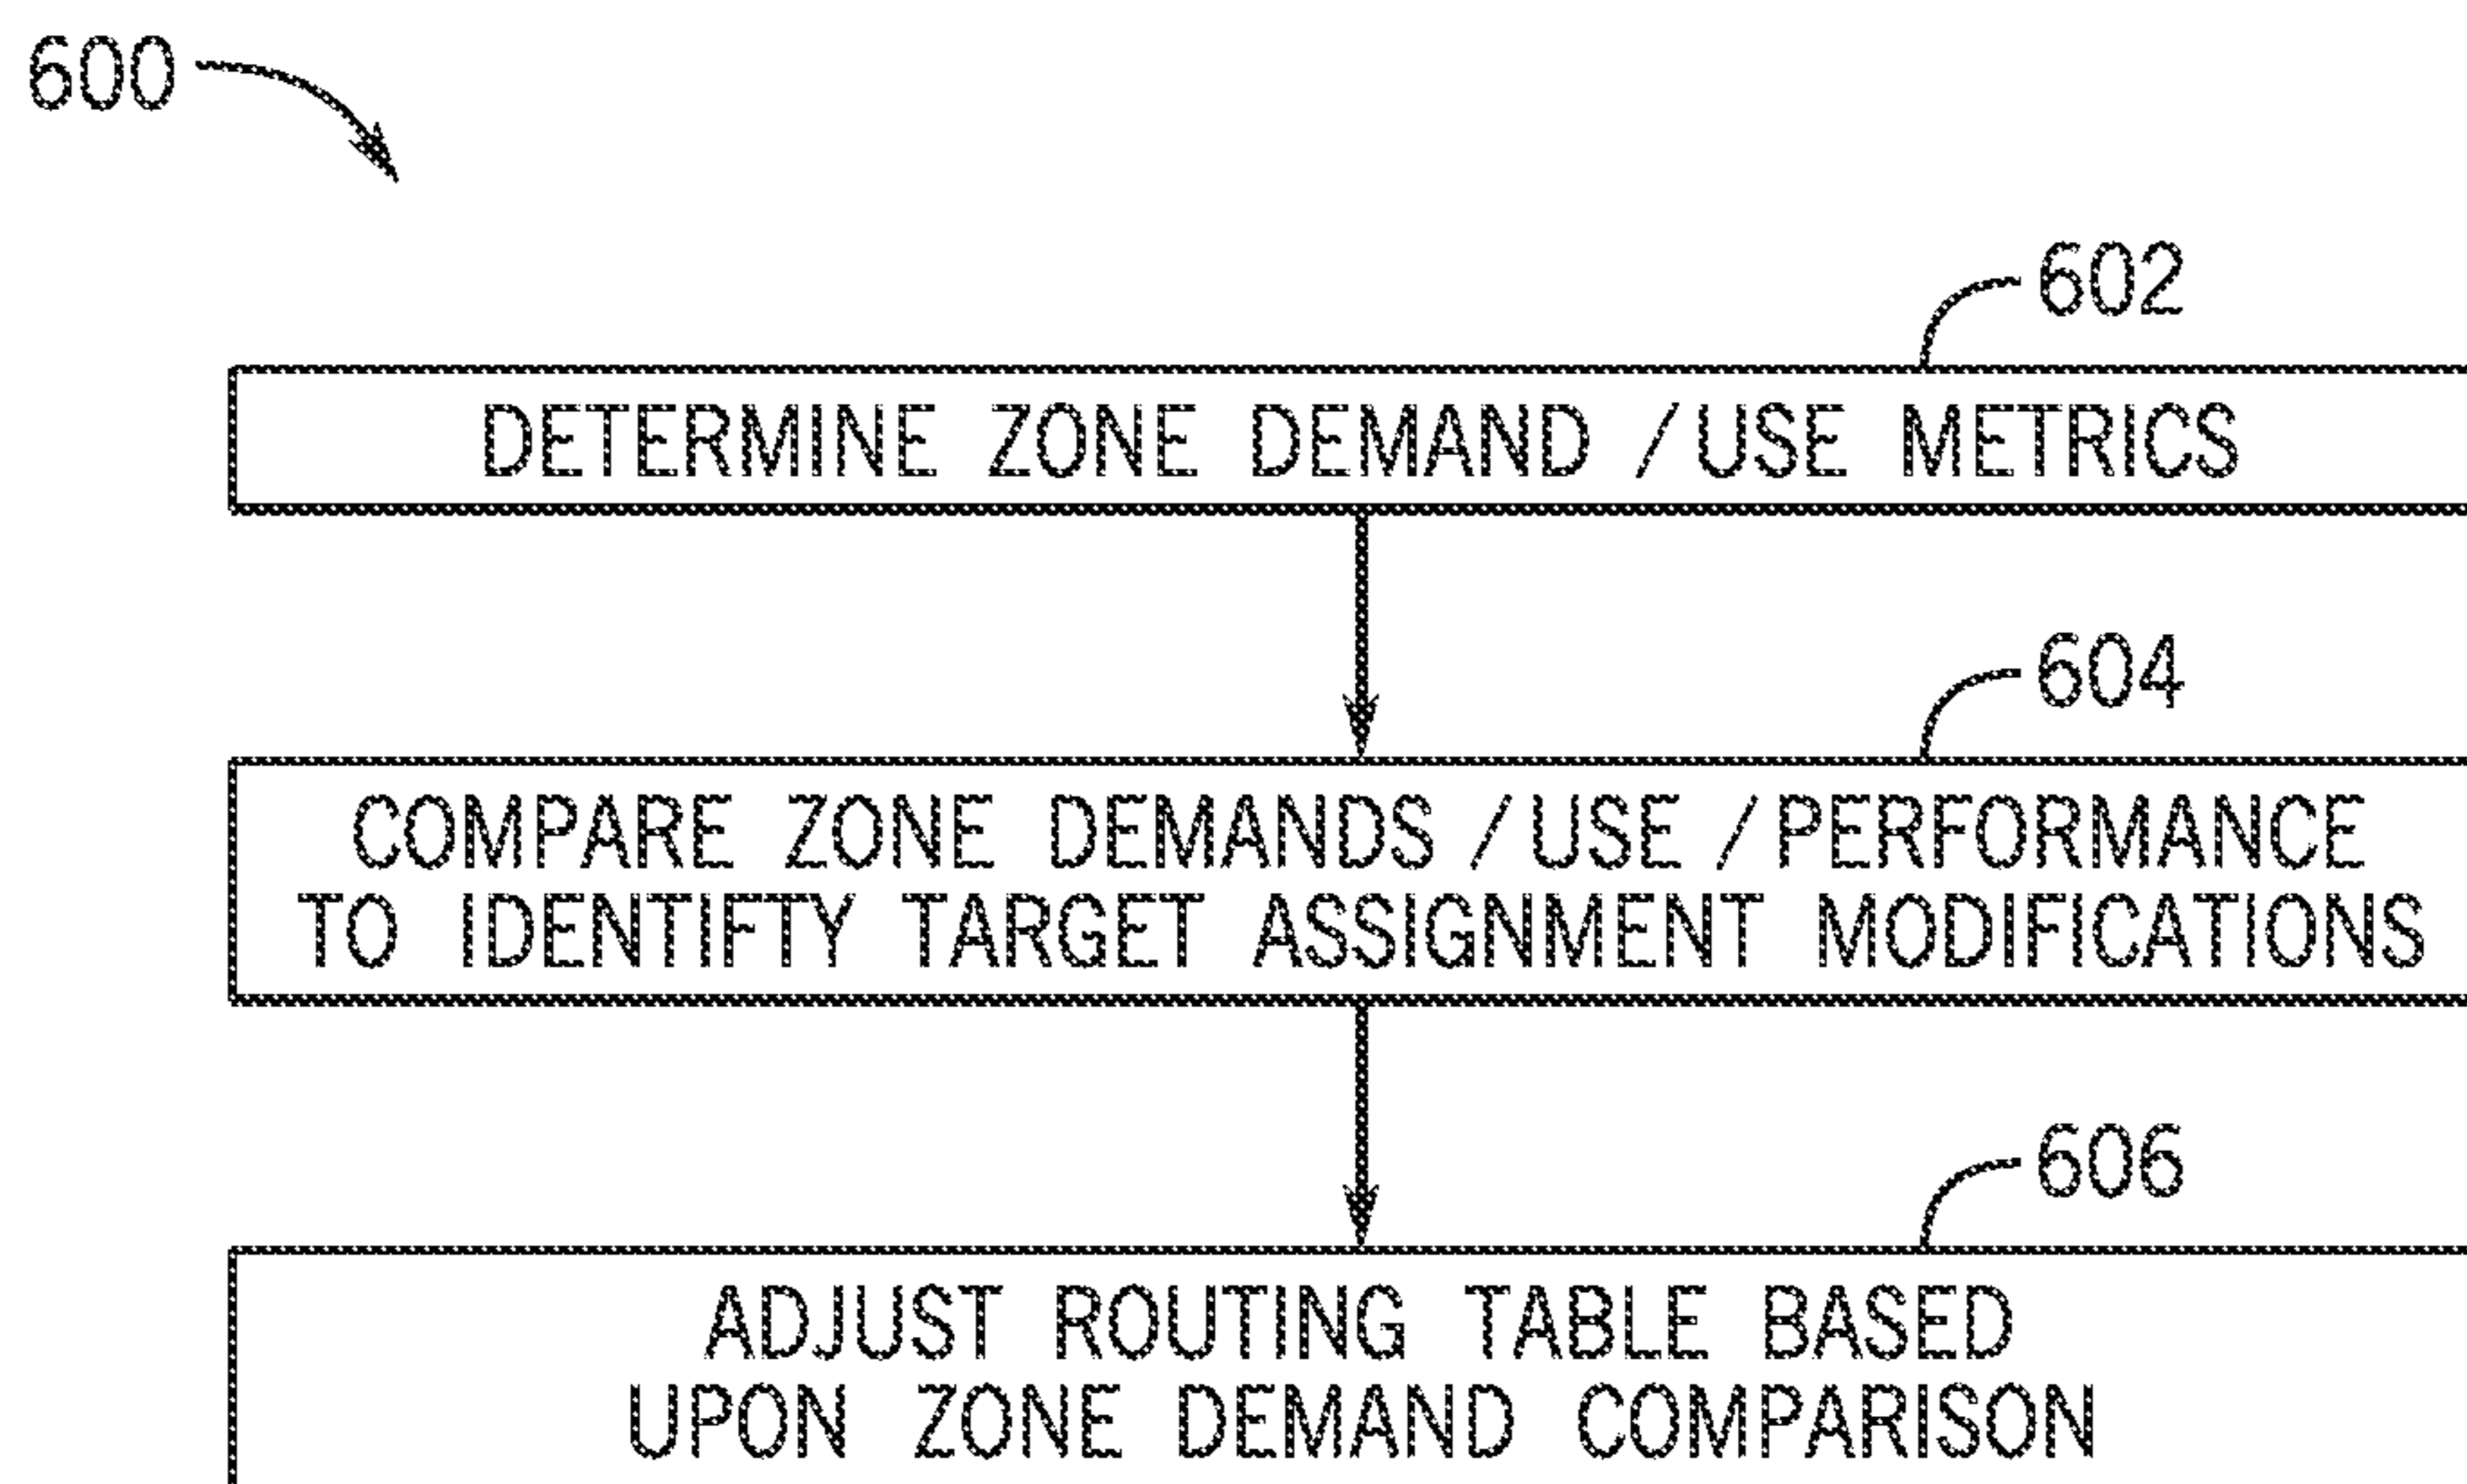 600
602
DETERMINE ZONE DEMAND /USE METRICS
604
COMPARE ZONE DEMANDS /USE /PERFORMANCE
TO IDENTIFTY TARGET ASSIGNMENT MODIFICATIONS
606
ADJUST ROUTING TABLE BASED
UPON ZONE DEMAND COMPARISON